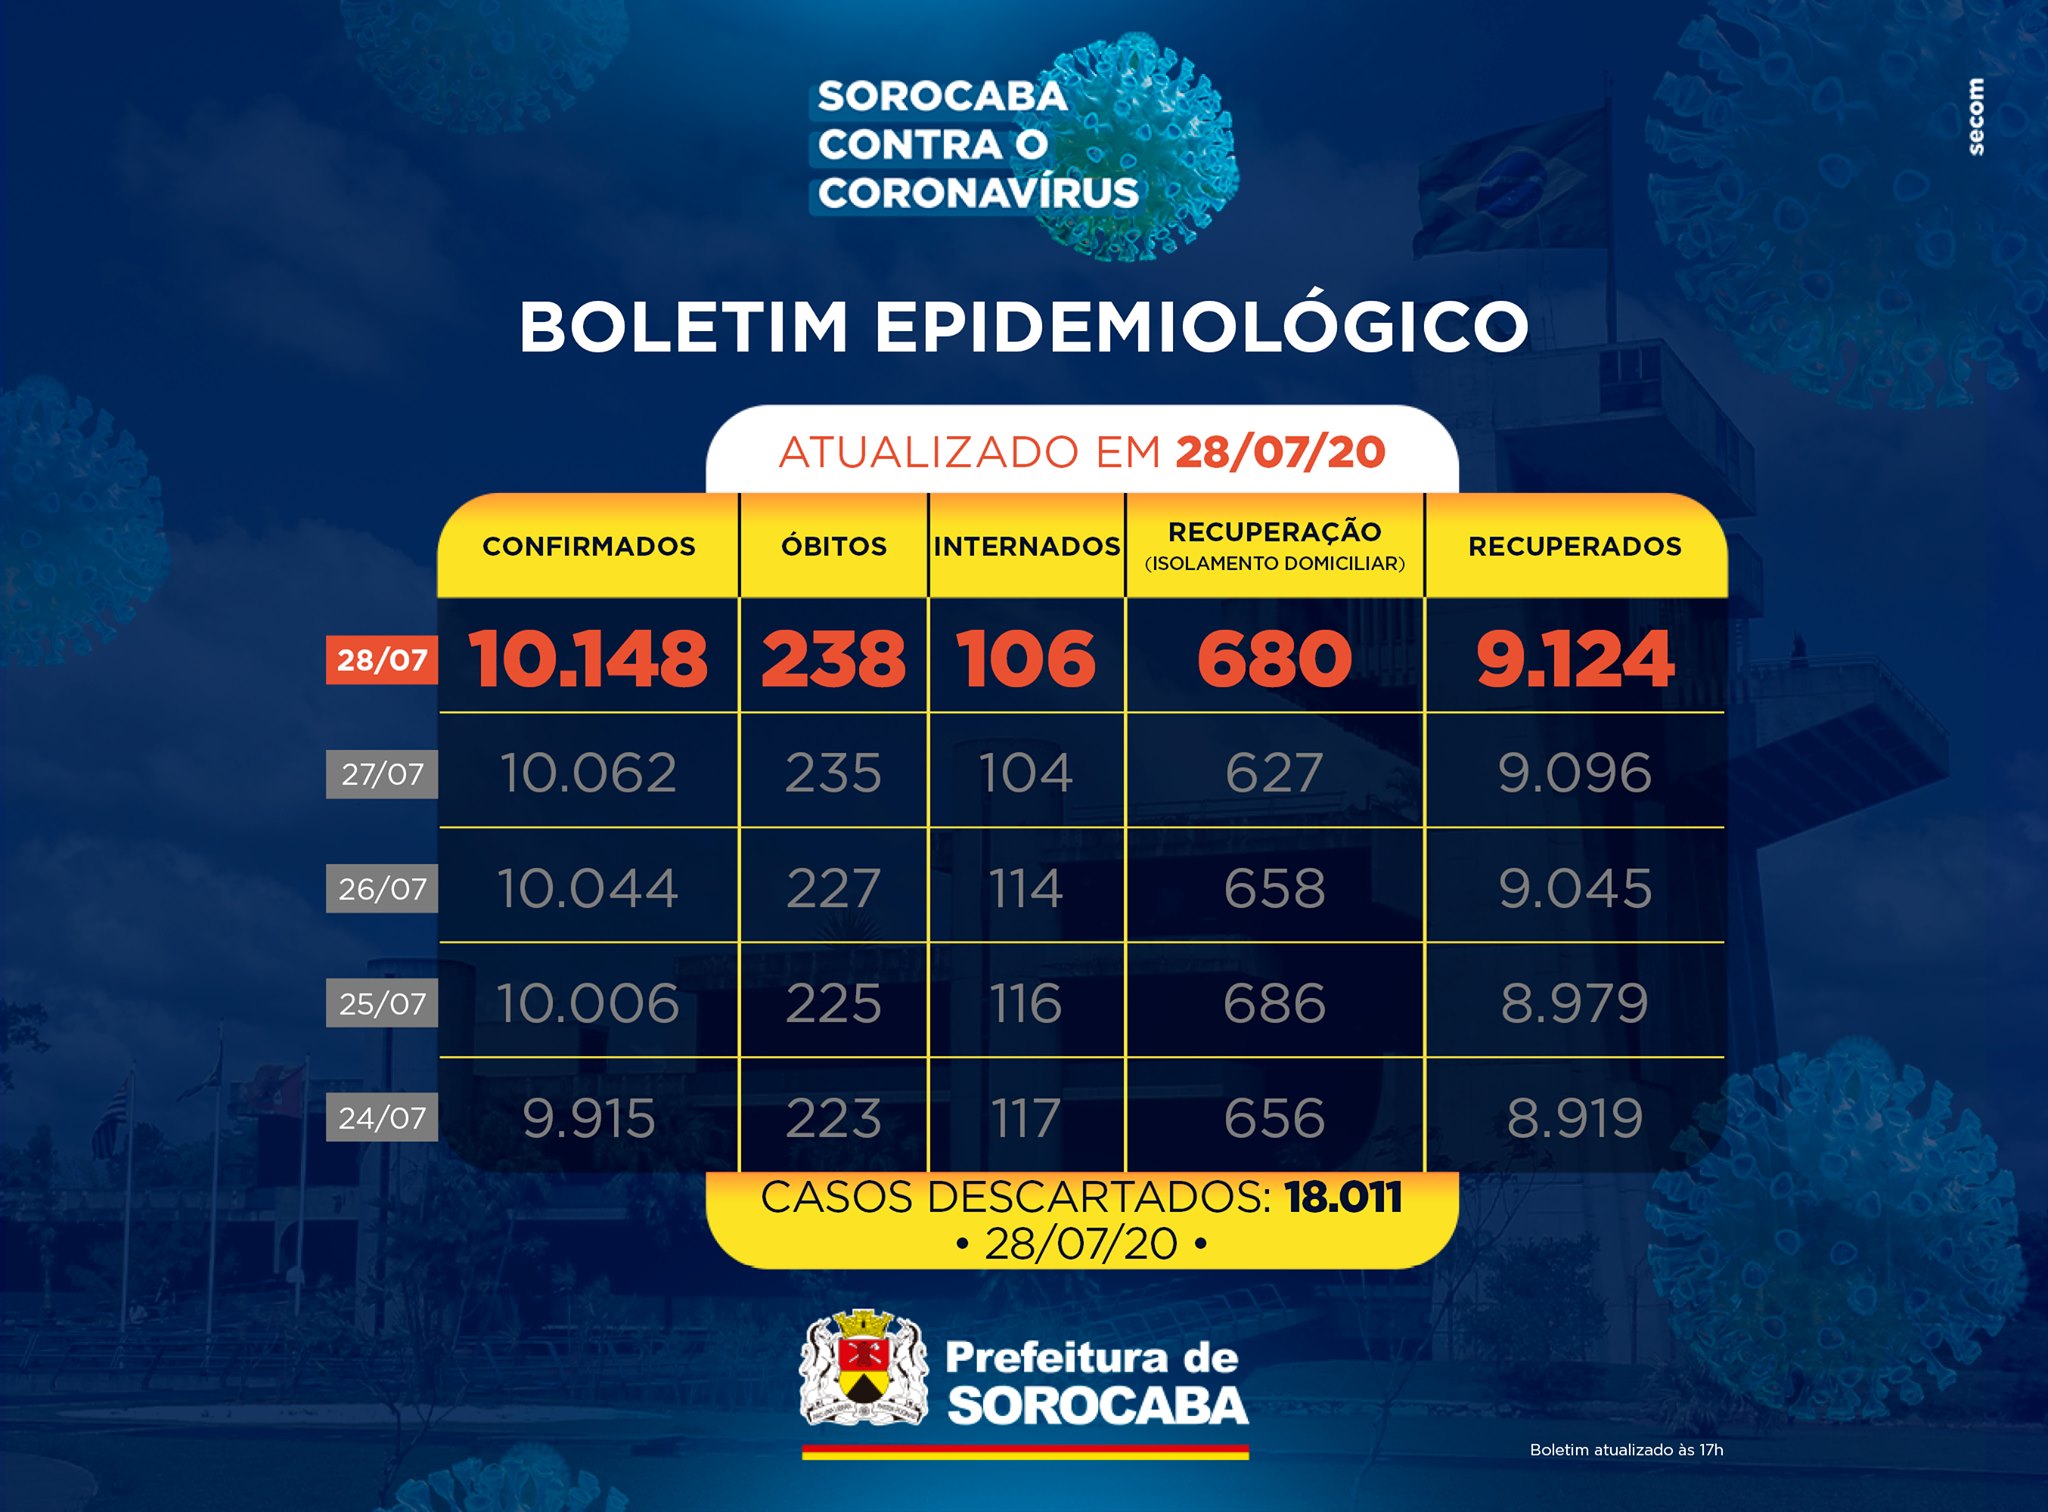 secom
SOROCABA
CONTRA O
CORONAVÍRUS
BOLETIM EPIDEMIOLÓGICO
ATUALIZADO EM 28/07/20
CONFIRMADOS ÓBITOS INTERNADOS RECUPERAÇÃO (ISOLAMENTO DOMICILIAR) RECUPERADOS
28/07 10.148 238 106 680 9.124
27/07 10.062 235 104 627 9.096
26/07 10.044 227 114 658 9.045
25/07 10.006 225 116 686 8.979
24/07 9.915 223 117 656 8.919
CASOS DESCARTADOS: 18.011
• 28/07/20 •
Prefeitura de
SOROCABA
Boletim atualizado às 17h